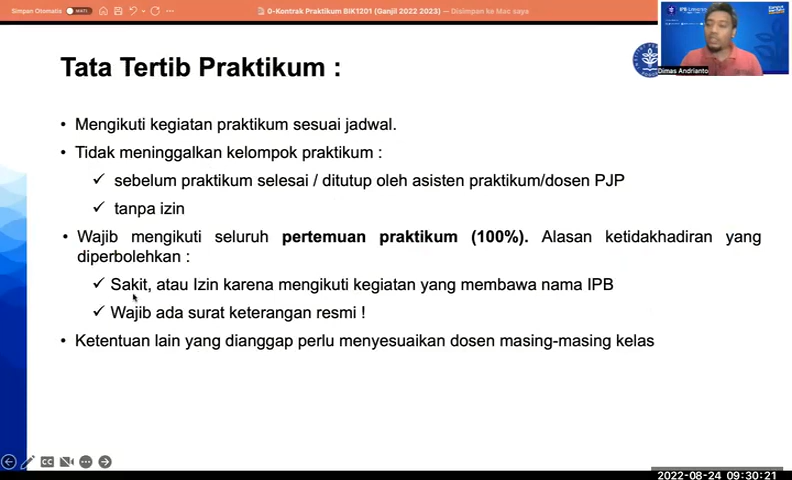 Simpan Otomatis MATI 0-Kontrak Praktikum BIK1201 (Ganjil 2022 2023) — Disimpan ke Mac saya
Tata Tertib Praktikum :
Dimas Andrianto
• Mengikuti kegiatan praktikum sesuai jadwal.
• Tidak meninggalkan kelompok praktikum :
✓ sebelum praktikum selesai / ditutup oleh asisten praktikum/dosen PJP
✓ tanpa izin
• Wajib mengikuti seluruh pertemuan praktikum (100%). Alasan ketidakhadiran yang
diperbolehkan :
✓ Sakit, atau Izin karena mengikuti kegiatan yang membawa nama IPB
✓ Wajib ada surat keterangan resmi !
• Ketentuan lain yang dianggap perlu menyesuaikan dosen masing-masing kelas
CC
2022-08-24 09:30:21